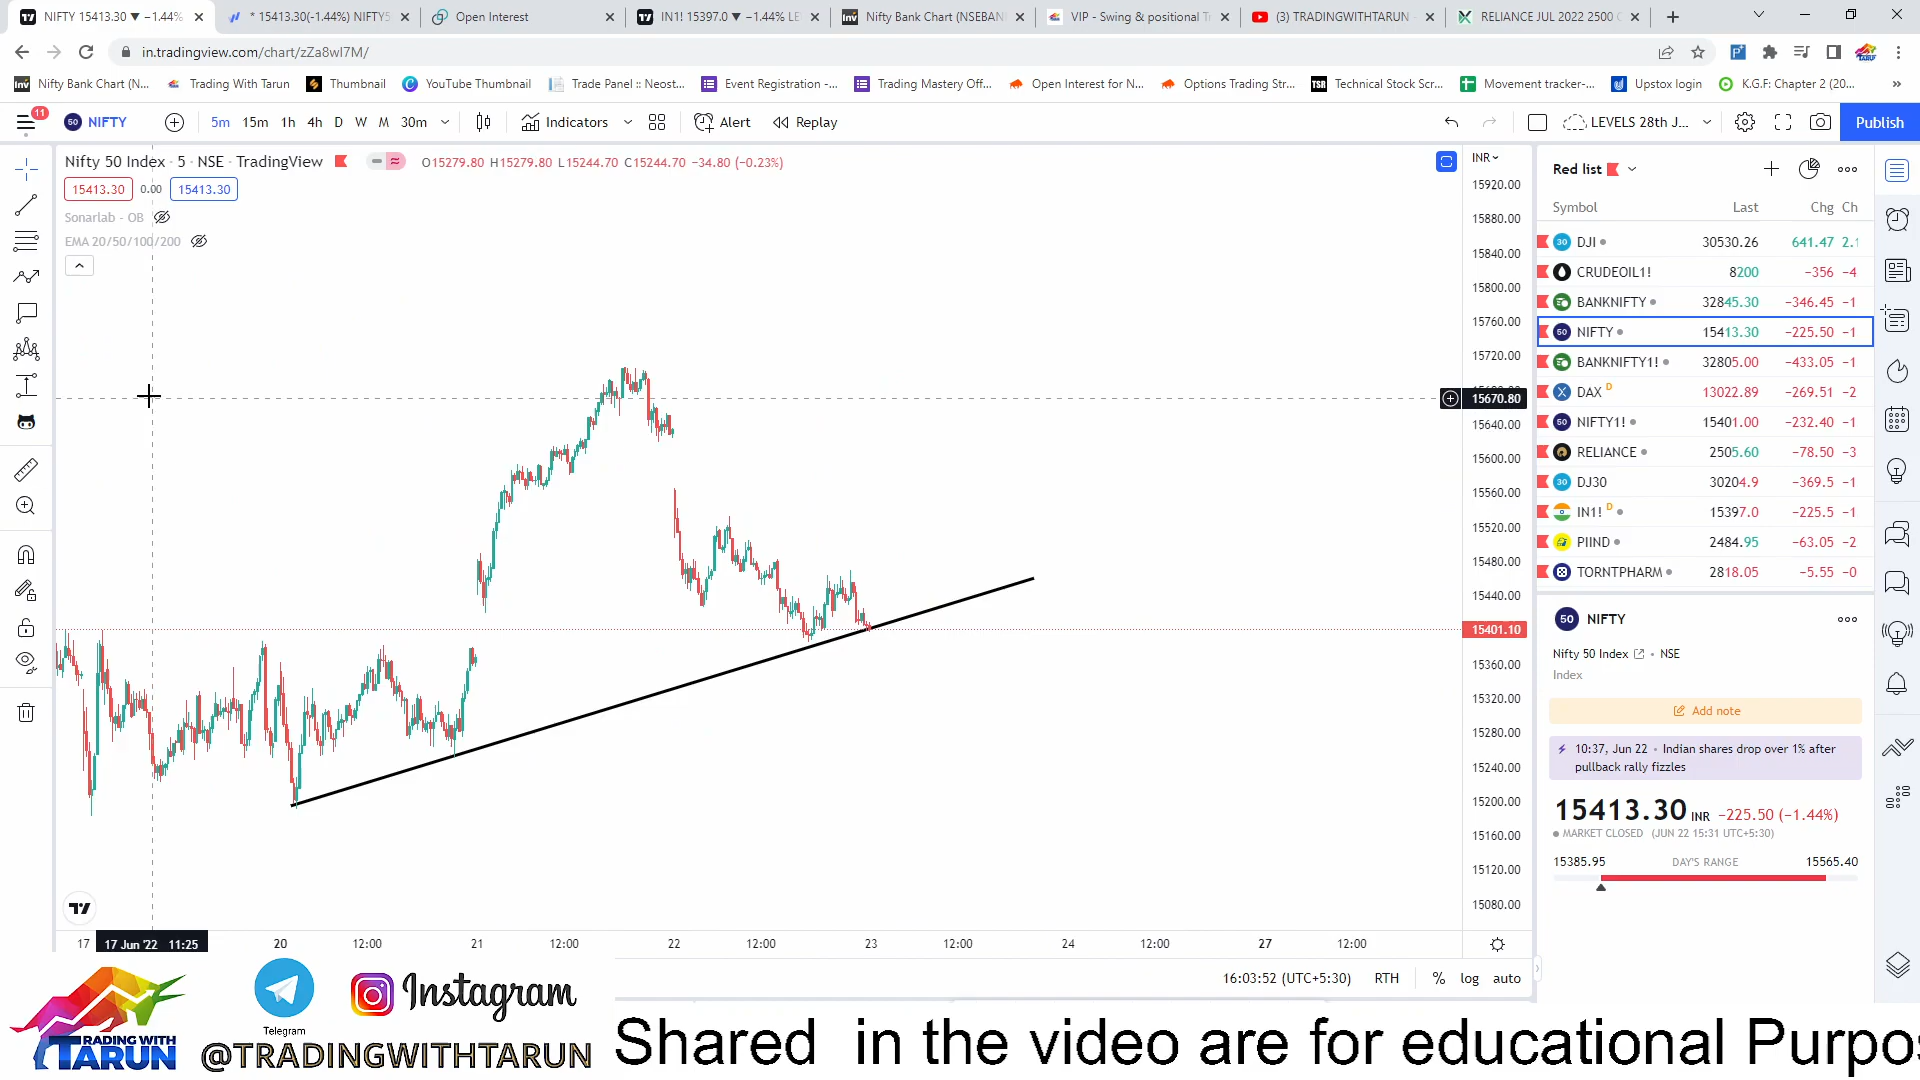 NIFTY 15413.30 ▼ −1.44%
* 15413.30(-1.44%) NIFTY5
Open Interest
IN1! 15397.0 ▼ −1.44% LE
Nifty Bank Chart (NSEBAN
VIP - Swing & positional T
(3) TRADINGWITHTARUN
RELIANCE JUL 2022 2500 C
in.tradingview.com/chart/zZa8wl7M/
Nifty Bank Chart (N...
Trading With Tarun
Thumbnail
YouTube Thumbnail
Trade Panel :: Neost...
Event Registration -...
Trading Mastery Off...
Open Interest for N...
Options Trading Str...
Technical Stock Scr...
Movement tracker-...
Upstox login
K.G.F: Chapter 2 (20...
11
NIFTY
5m 15m 1h 4h D W M 30m
Indicators
Alert
Replay
LEVELS 28th J...
Publish
Nifty 50 Index · 5 · NSE · TradingView
O15279.80 H15279.80 L15244.70 C15244.70 −34.80 (−0.23%)
15413.30 0.00 15413.30
Sonarlab - OB
EMA 20/50/100/200
INR
15920.00
15880.00
15840.00
15800.00
15760.00
15720.00
15670.80
15640.00
15600.00
15560.00
15520.00
15480.00
15440.00
15401.10
15360.00
15320.00
15280.00
15240.00
15200.00
15160.00
15120.00
15080.00
17
17 Jun '22 11:25
20
12:00
21
12:00
22
12:00
23
12:00
24
12:00
27
12:00
16:03:52 (UTC+5:30) RTH % log auto
Red list
Symbol Last Chg Ch
DJI 30530.26 641.47 2.1
CRUDEOIL1! 8200 −356 −4
BANKNIFTY 32845.30 −346.45 −1
NIFTY 15413.30 −225.50 −1
BANKNIFTY1! 32805.00 −433.05 −1
DAX D 13022.89 −269.51 −2
NIFTY1! 15401.00 −232.40 −1
RELIANCE 2505.60 −78.50 −3
DJ30 30204.9 −369.5 −1
IN1! D 15397.0 −225.5 −1
PIIND 2484.95 −63.05 −2
TORNTPHARM 2818.05 −5.55 −0
50 NIFTY
Nifty 50 Index • NSE
Index
Add note
10:37, Jun 22 • Indian shares drop over 1% after
pullback rally fizzles
15413.30 INR −225.50 (−1.44%)
MARKET CLOSED (JUN 22 15:31 UTC+5:30)
15385.95 DAY'S RANGE 15565.40
TRADING WITH
TARUN
Telegram
Instagram
@TRADINGWITHTARUN
Shared in the video are for educational Purpos